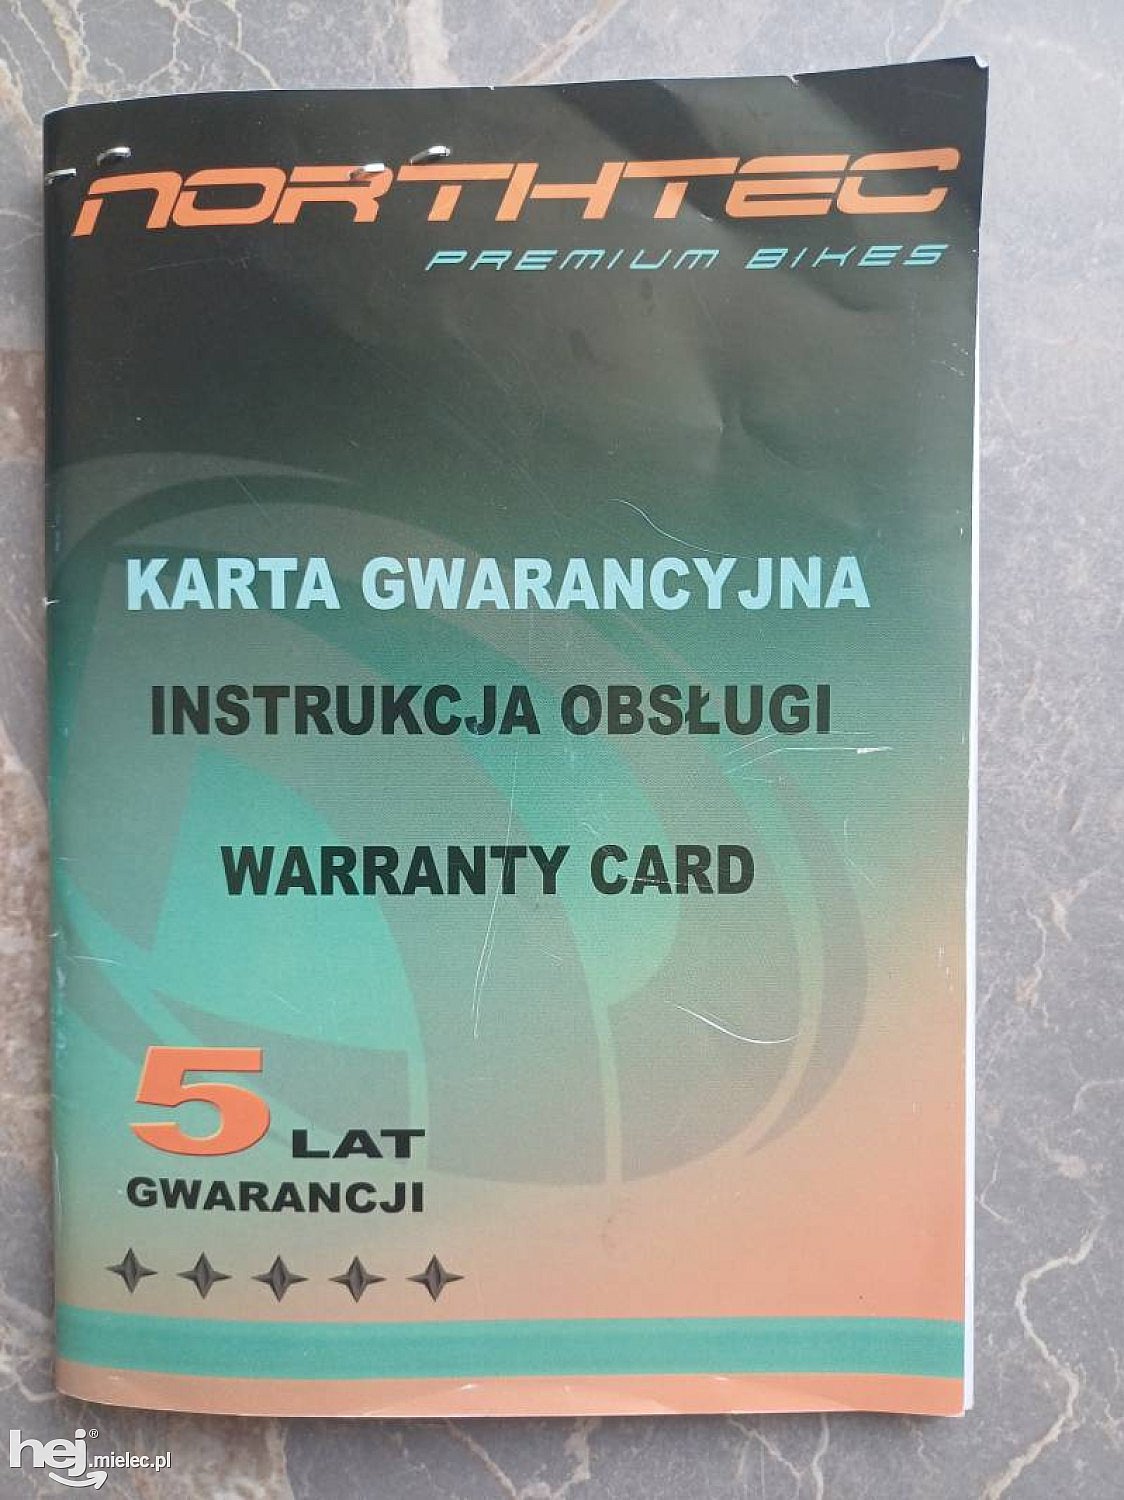 NORTHTEC
PREMIUM BIKES
KARTA GWARANCYJNA
INSTRUKCJA OBSŁUGI
WARRANTY CARD
5 LAT
GWARANCJI
hej®.mielec.pl